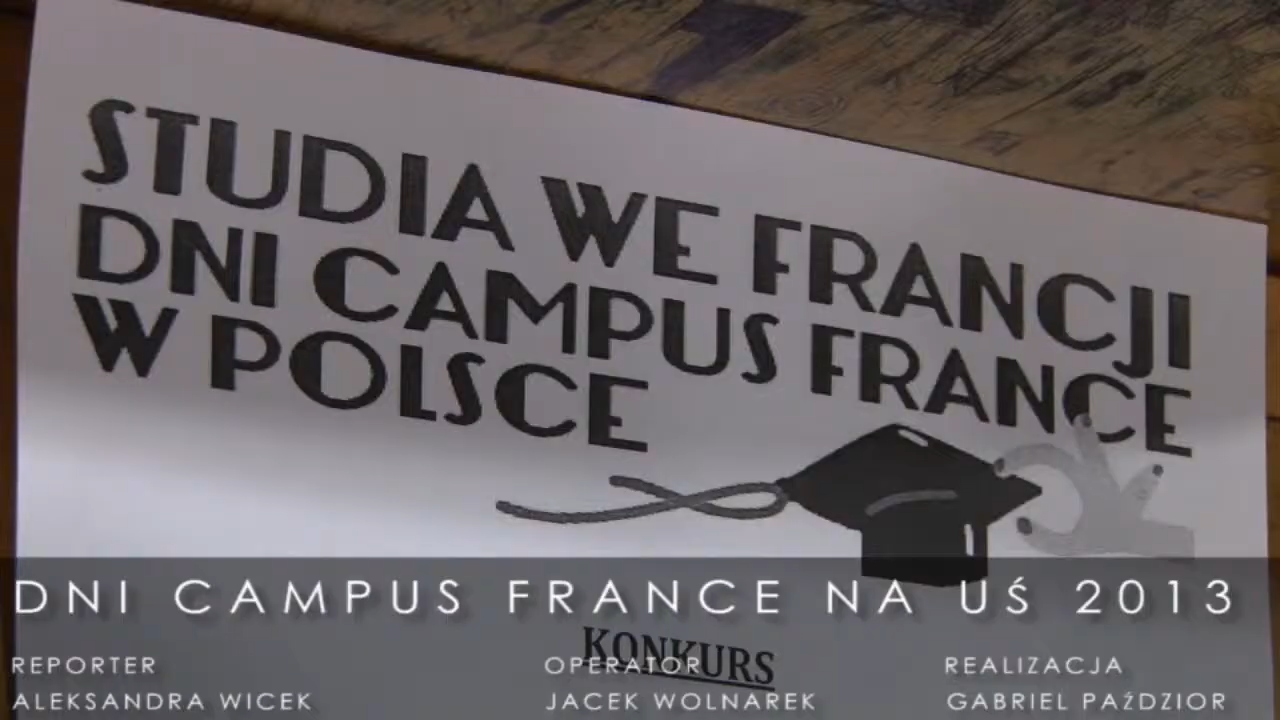 STUDIA WE FRANCJI
DNI CAMPUS FRANCE
W POLSCE
DNI CAMPUS FRANCE NA UŚ 2013
KONKURS
REPORTER
OPERATOR
REALIZACJA
ALEKSANDRA WICEK
JACEK WOLNAREK
GABRIEL PAŹDZIOR